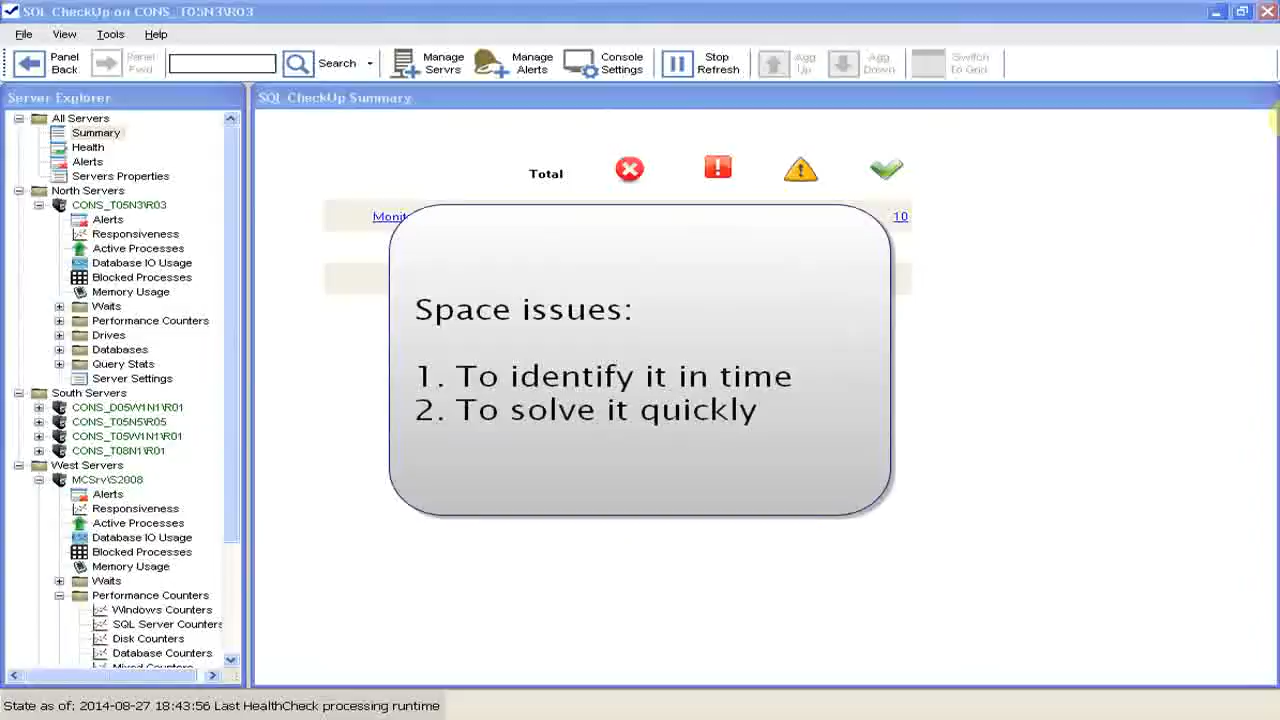 SQL CheckUp on CONS_T05N3\R03
File View Tools Help
Panel Back
Panel Fwd
Search
Manage Servrs
Manage Alerts
Console Settings
Stop Refresh
Agg Up
Agg Down
Switch to Grid
Server Explorer
SQL CheckUp Summary
All Servers
Summary
Health
Alerts
Servers Properties
North Servers
CONS_T05N3\R03
Alerts
Responsiveness
Active Processes
Database IO Usage
Blocked Processes
Memory Usage
Waits
Performance Counters
Drives
Databases
Query Stats
Server Settings
South Servers
CONS_D05W1N1\R01
CONS_T05N5\R05
CONS_T05W1N1\R01
CONS_T08N1\R01
West Servers
MCSrv\S2008
Alerts
Responsiveness
Active Processes
Database IO Usage
Blocked Processes
Memory Usage
Waits
Performance Counters
Windows Counters
SQL Server Counters
Disk Counters
Database Counters
Mixed Counters
Total
Monit
10
Space issues:
1. To identify it in time
2. To solve it quickly
State as of: 2014-08-27 18:43:56 Last HealthCheck processing runtime